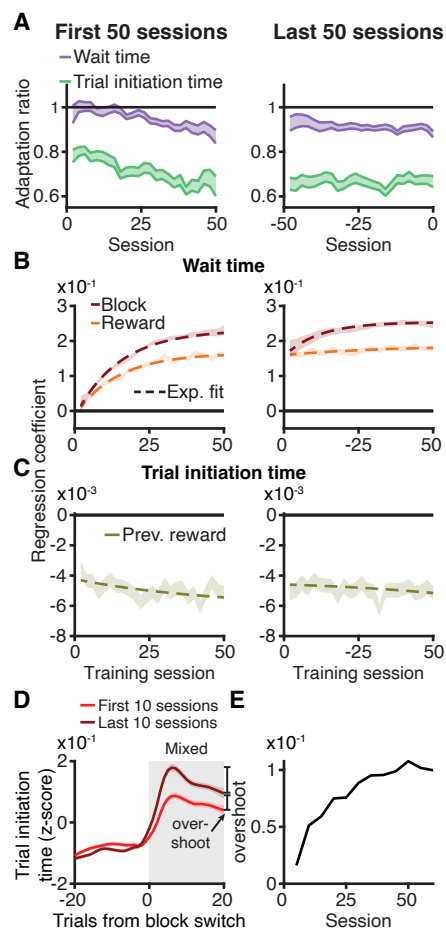 A
First 50 sessions
Last 50 sessions
Wait time
Trial initiation time
Adaptation ratio
1
0.8
0.6
0
25
50
Session
1
0.8
0.6
-50
-25
0
Session
B
Wait time
x10⁻¹
3
2
1
0
Block
Reward
Exp. fit
0
25
50
x10⁻¹
3
2
1
0
-50
-25
50
Regression coefficient
C
Trial initiation time
x10⁻³
0
-2
-4
-6
-8
Prev. reward
0
25
50
Training session
x10⁻³
0
-2
-4
-6
-8
-50
-25
50
Training session
D
First 10 sessions
Last 10 sessions
x10⁻¹
Mixed
2
0
-2
Trial initiation
time (z-score)
over-
shoot
-20
0
20
Trials from block switch
E
x10⁻¹
1
0.5
0
overshoot
0
25
50
Session